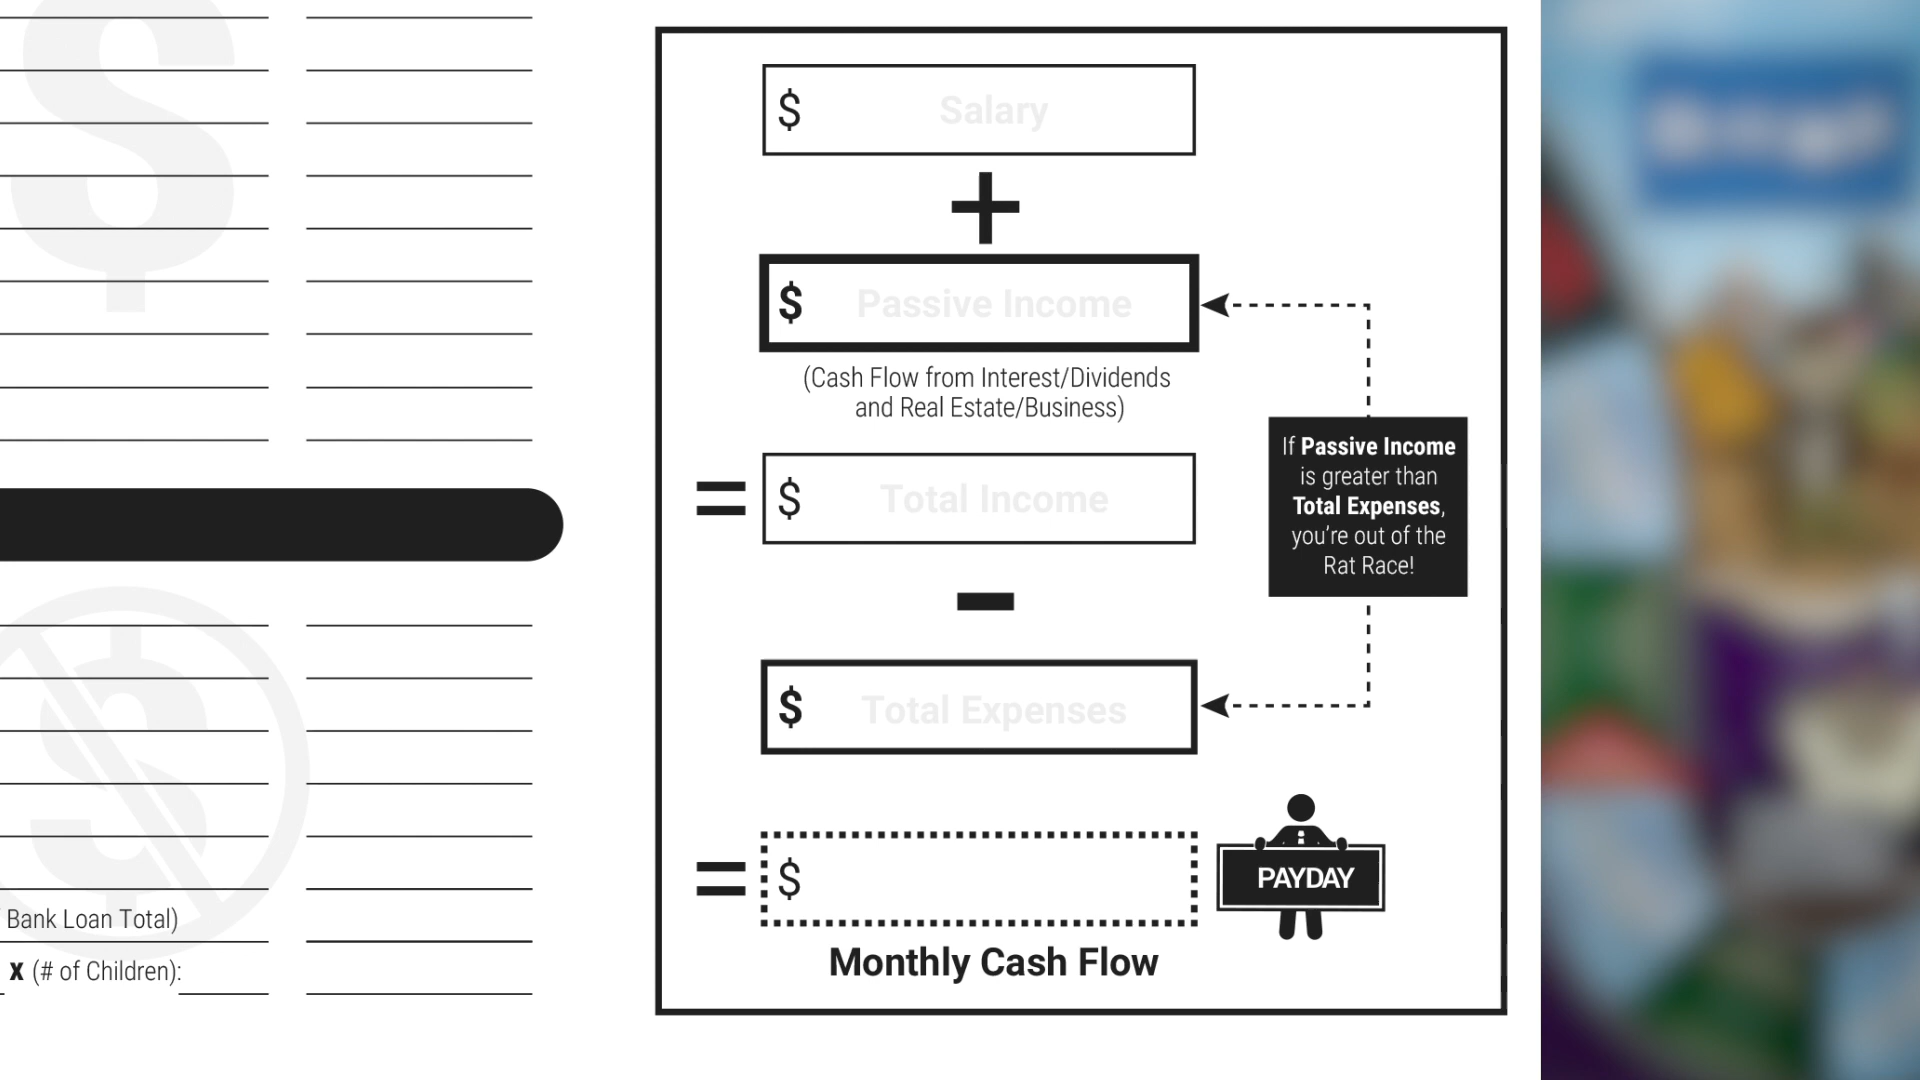 $ Salary
+
$ Passive Income
(Cash Flow from Interest/Dividends
and Real Estate/Business)
= $ Total Income
If Passive Income
is greater than
Total Expenses,
you’re out of the
Rat Race!
-
$ Total Expenses
= $
PAYDAY
Monthly Cash Flow
Bank Loan Total)
x (# of Children):